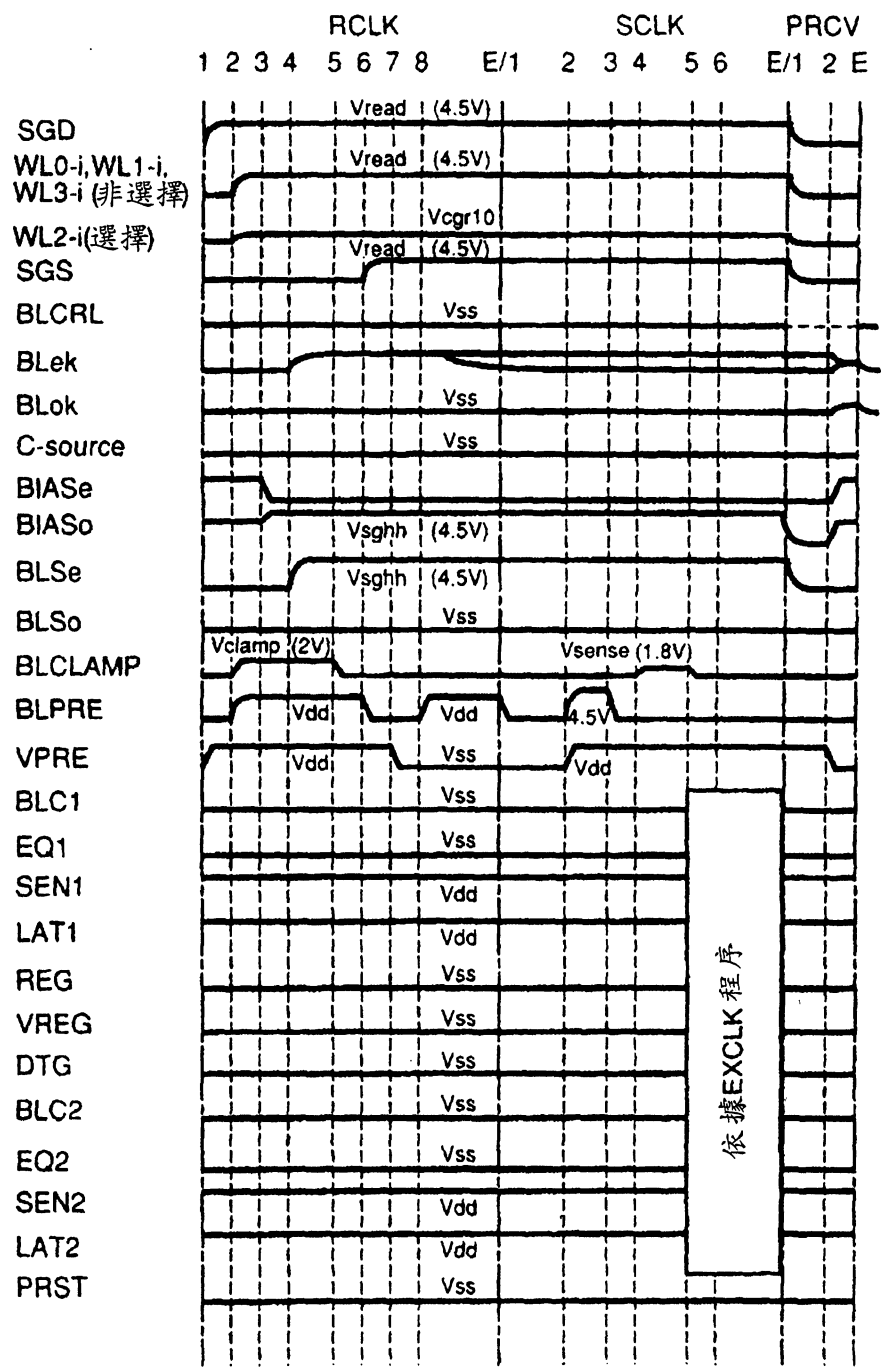 RCLK SCLK PRCV
1 2 3 4 5 6 7 8 E/1 2 3 4 5 6 E/1 2 E
SGD Vread (4.5V)
WL0-i,WL1-i, Vread (4.5V)
WL3-i (非選擇)
WL2-i(選擇) Vcgr10
SGS Vread (4.5V)
BLCRL Vss
BLek
BLok Vss
C-source Vss
BIASe
BIASo Vsghh (4.5V)
BLSe Vsghh (4.5V)
BLSo Vss
BLCLAMP Vclamp (2V) Vsense (1.8V)
BLPRE Vdd Vdd 4.5V
VPRE Vdd Vss Vdd
BLC1 Vss
EQ1 Vss
SEN1 Vdd
LAT1 Vdd
REG Vss
VREG Vss
DTG Vss
BLC2 Vss
EQ2 Vss
SEN2 Vdd
LAT2 Vdd
PRST Vss
依據EXCLK程序